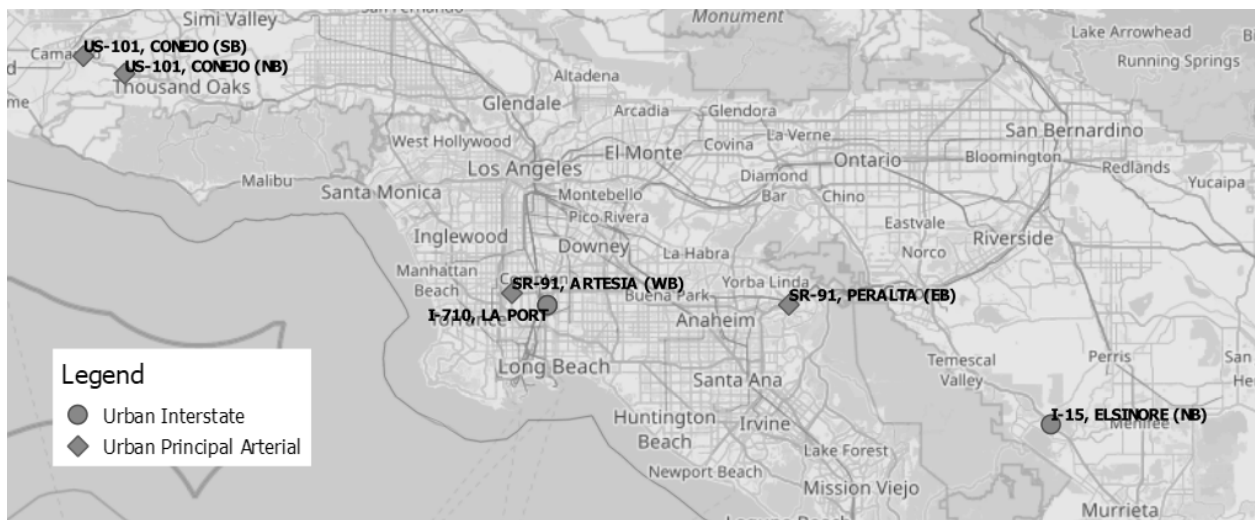 Simi Valley
San Fernando
Monument
Lake Arrowhead
Running Springs
US-101, CONEJO (SB)
US-101, CONEJO (NB)
Thousand Oaks
Altadena
Glendale
Arcadia
Glendora
West Hollywood
La Verne
San Bernardino
Los Angeles
El Monte
Covina
Ontario
Bloomington
Redlands
Malibu
Santa Monica
Montebello
Diamond
Bar
Chino
Yucaipa
Pico Rivera
Eastvale
Inglewood
Downey
La Habra
Norco
Riverside
Manhattan
Beach
SR-91, ARTESIA (WB)
Buena Park
Yorba Linda
SR-91, PERALTA (EB)
I-710, LA PORT
Anaheim
Long Beach
Santa Ana
Temescal
Valley
Perris
San
Huntington
Beach
Irvine
I-15, ELSINORE (NB)
Menifee
Lake Forest
Newport Beach
Mission Viejo
Murrieta
Legend
Urban Interstate
Urban Principal Arterial